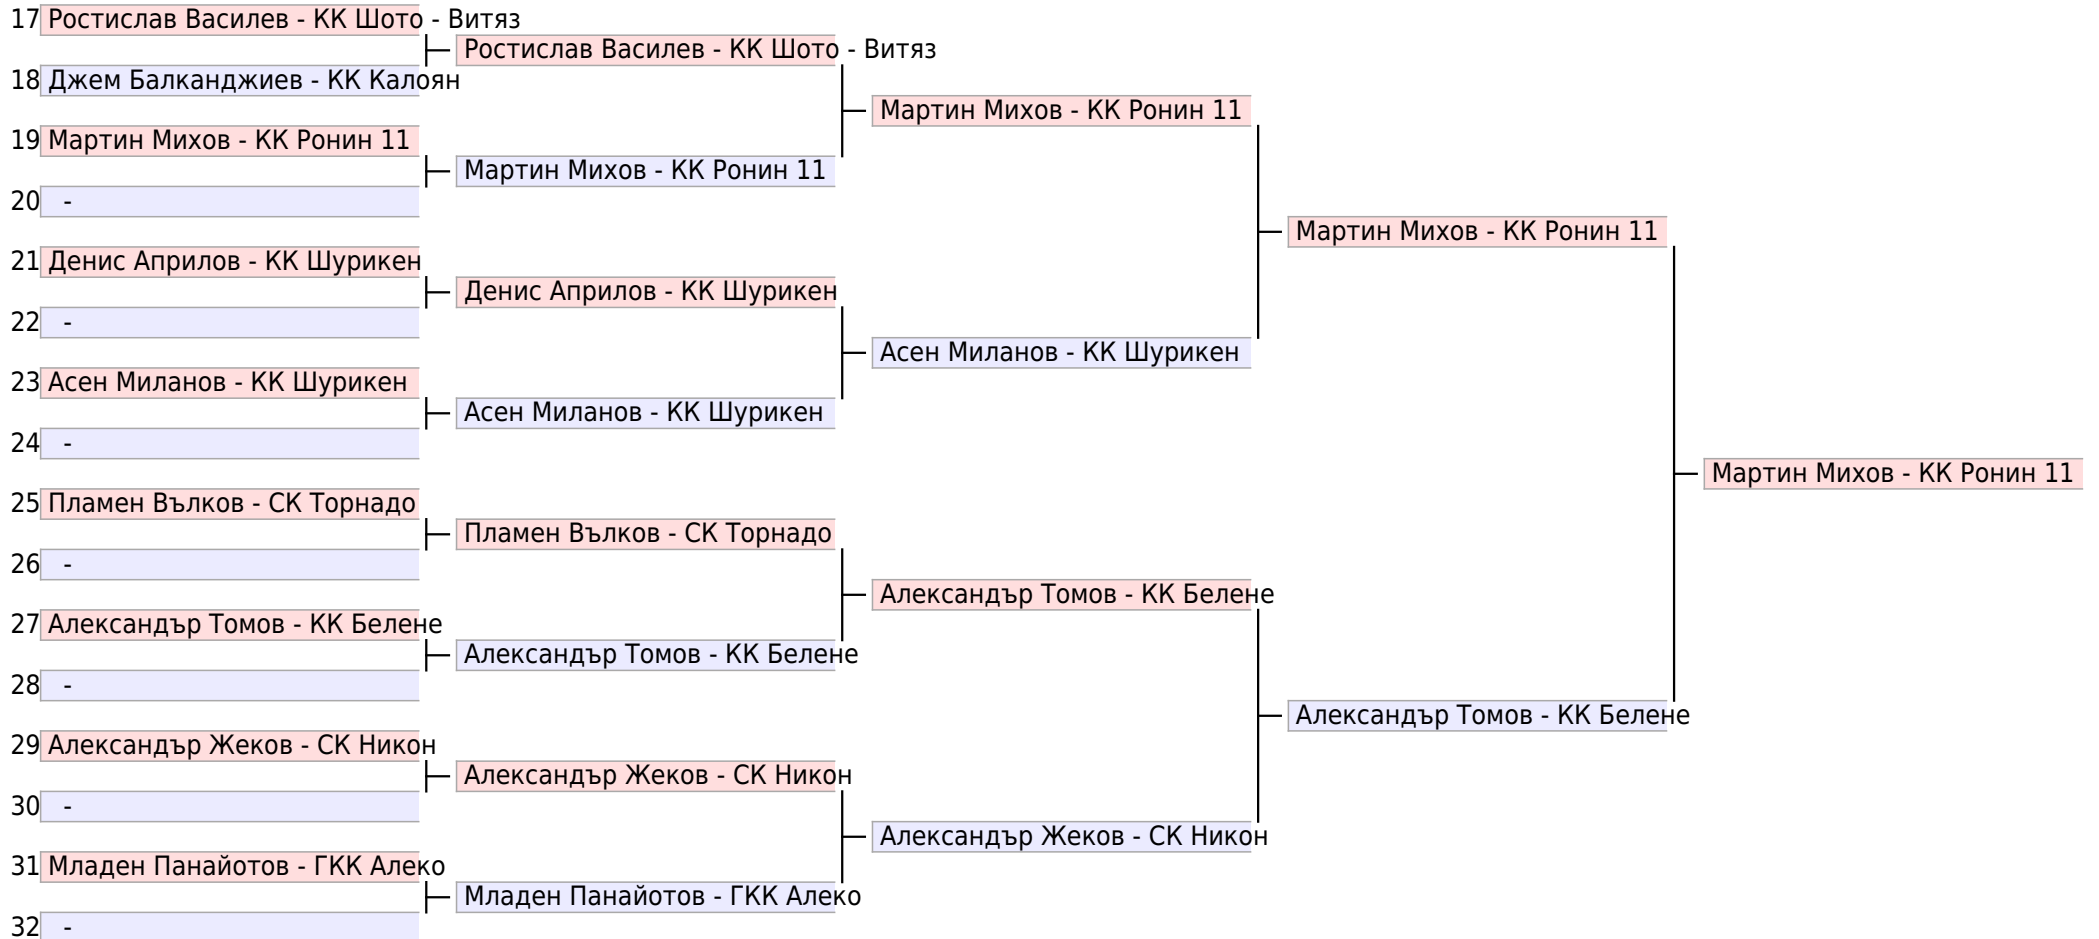 17 Ростислав Василев - КК Шото - Витяз
Ростислав Василев - КК Шото - Витяз
18 Джем Балканджиев - КК Калоян
Мартин Михов - КК Ронин 11
19 Мартин Михов - КК Ронин 11
Мартин Михов - КК Ронин 11
20 -
Мартин Михов - КК Ронин 11
21 Денис Априлов - КК Шурикен
Денис Априлов - КК Шурикен
22 -
Асен Миланов - КК Шурикен
23 Асен Миланов - КК Шурикен
Асен Миланов - КК Шурикен
24 -
Мартин Михов - КК Ронин 11
25 Пламен Вълков - СК Торнадо
Пламен Вълков - СК Торнадо
26 -
Александър Томов - КК Белене
27 Александър Томов - КК Белене
Александър Томов - КК Белене
28 -
Александър Томов - КК Белене
29 Александър Жеков - СК Никон
Александър Жеков - СК Никон
30 -
Александър Жеков - СК Никон
31 Младен Панайотов - ГКК Алеко
Младен Панайотов - ГКК Алеко
32 -